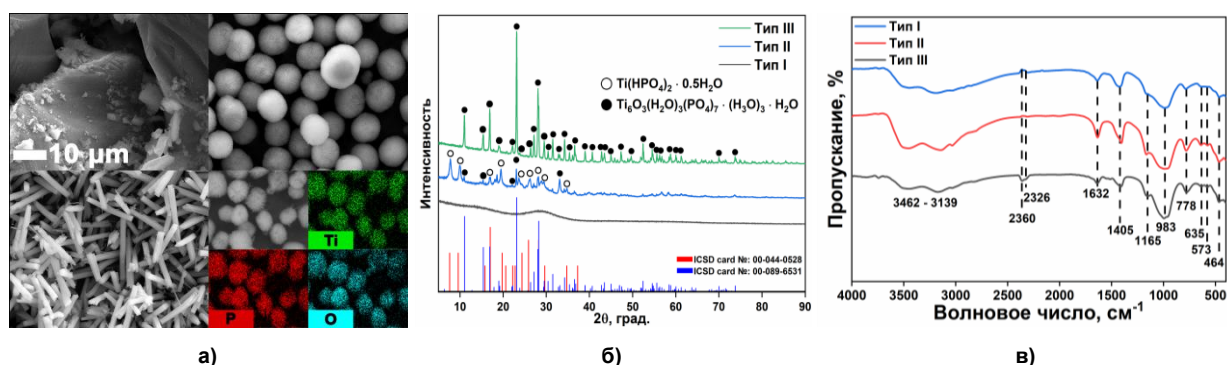 10 μm
Ti
P
O
а)
Интенсивность
Тип III
Тип II
Тип I
Ti(HPO₄)₂ · 0.5H₂O
Ti₆O₃(H₂O)₃(PO₄)₇ · (H₃O)₃ · H₂O
ICSD card №: 00-044-0528
ICSD card №: 00-089-6531
10 20 30 40 50 60 70 80 90
2θ, град.
б)
Пропускание, %
Тип I
Тип II
Тип III
3462 - 3139
2360
2326
1632
1405
1165
983
778
635
573
464
4000 3500 3000 2500 2000 1500 1000 500
Волновое число, см⁻¹
в)